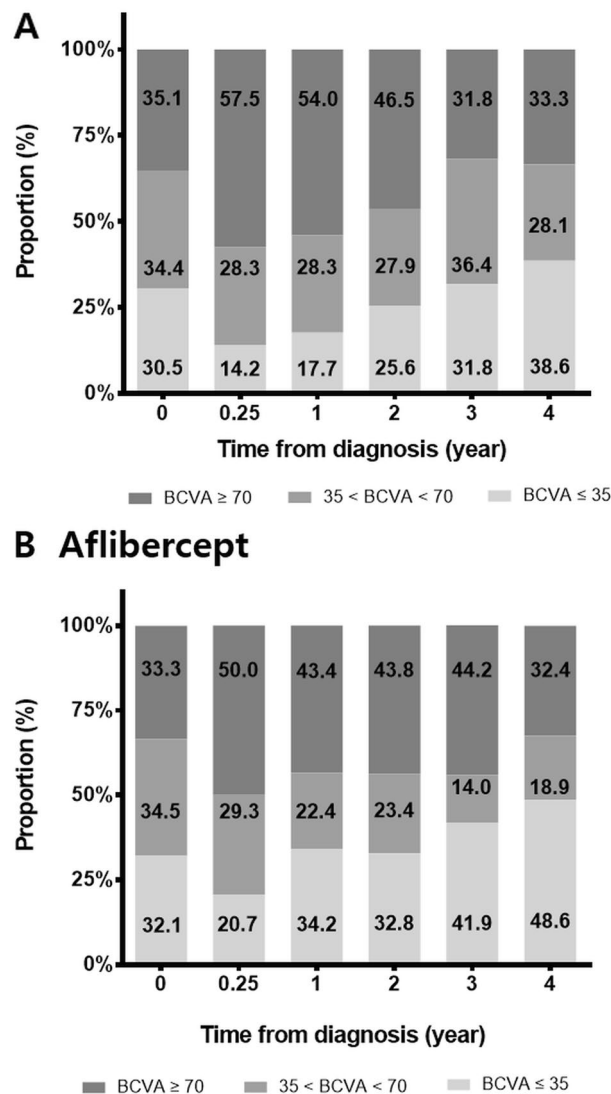 A
100%
35.1 57.5 54.0 46.5 31.8 33.3
75%
Proportion (%)
50%
28.1
34.4 28.3 28.3 27.9 36.4
25%
30.5 14.2 17.7 25.6 31.8 38.6
0%
0 0.25 1 2 3 4
Time from diagnosis (year)
BCVA ≥ 70 35 < BCVA < 70 BCVA ≤ 35
B Aflibercept
100%
33.3 50.0 43.4 43.8 44.2 32.4
75%
Proportion (%)
50%
14.0 18.9
34.5 29.3 22.4 23.4
25%
32.1 20.7 34.2 32.8 41.9 48.6
0%
0 0.25 1 2 3 4
Time from diagnosis (year)
BCVA ≥ 70 35 < BCVA < 70 BCVA ≤ 35